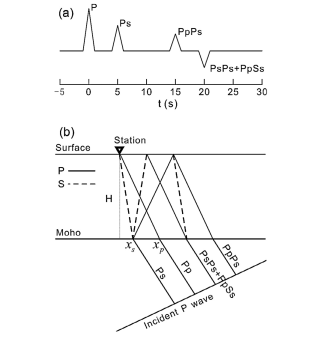 (a)
P
Ps
PpPs
PsPs+PpSs
−5 0 5 10 15 20 25 30
t (s)
(b)
Station
Surface
P
S
H
Moho
xs xp
Ps
Pp
PsPs+PpSs
PpPs
Incident P wave